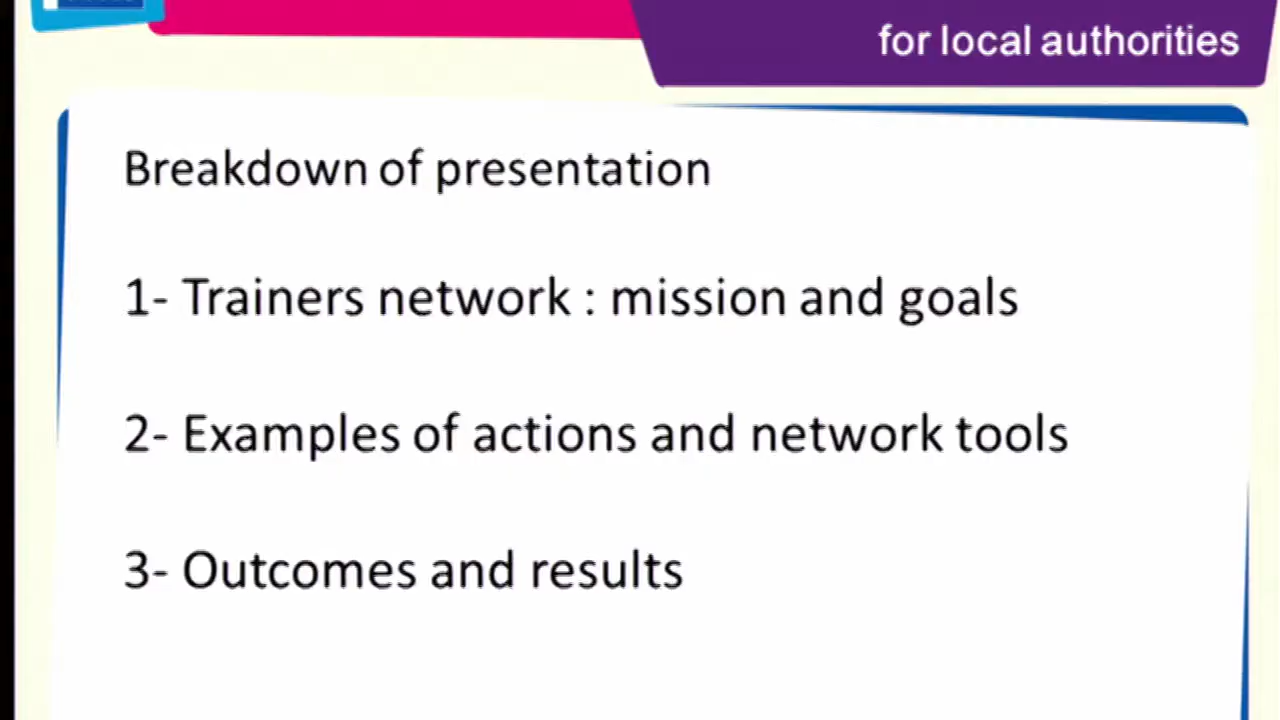 for local authorities
Breakdown of presentation
1- Trainers network : mission and goals
2- Examples of actions and network tools
3- Outcomes and results